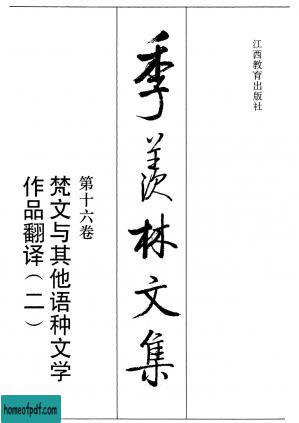 江西教育出版社
季羡林文集
第十六卷
梵文与其他语种文学
作品翻译（二）
homeofpdf.com